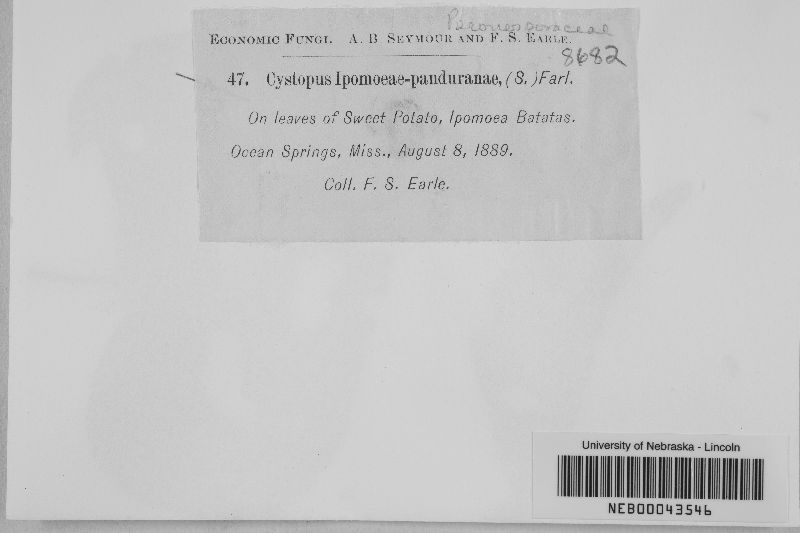 Peronosporaceae
ECONOMIC FUNGI. A. B SEYMOUR AND F. S. EARLE.
8682
47. Cystopus Ipomoeae-panduranae, (S.) Farl.
On leaves of Sweet Potato, Ipomoea Batatas.
Ocean Springs, Miss., August 8, 1889.
Coll. F. S. Earle.
University of Nebraska - Lincoln
NEB00043546